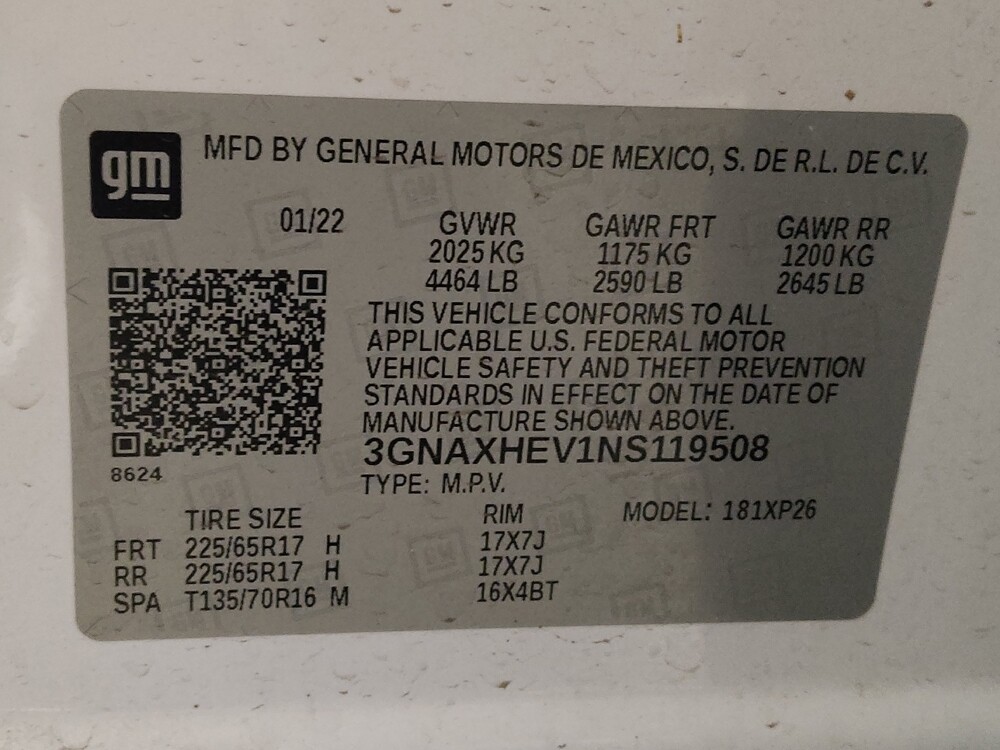 gm
MFD BY GENERAL MOTORS DE MEXICO, S. DE R.L. DE C.V.
01/22 GVWR GAWR FRT GAWR RR
2025 KG 1175 KG 1200 KG
4464 LB 2590 LB 2645 LB
THIS VEHICLE CONFORMS TO ALL
APPLICABLE U.S. FEDERAL MOTOR
VEHICLE SAFETY AND THEFT PREVENTION
STANDARDS IN EFFECT ON THE DATE OF
MANUFACTURE SHOWN ABOVE.
3GNAXHEV1NS119508
8624
TYPE: M.P.V.
TIRE SIZE RIM MODEL: 181XP26
FRT 225/65R17 H 17X7J
RR 225/65R17 H 17X7J
SPA T135/70R16 M 16X4BT